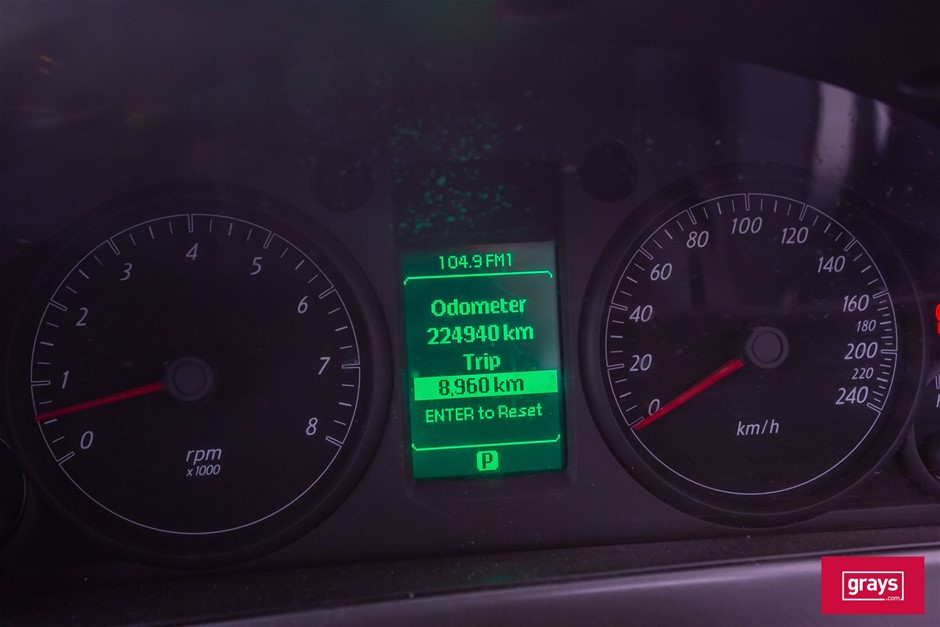 104.9 FM1
Odometer
224940 km
Trip
8,960 km
ENTER to Reset
P
0
1
2
3
4
5
6
7
8
rpm
x1000
0
20
40
60
80
100
120
140
160
180
200
220
240
km/h
grays
.com